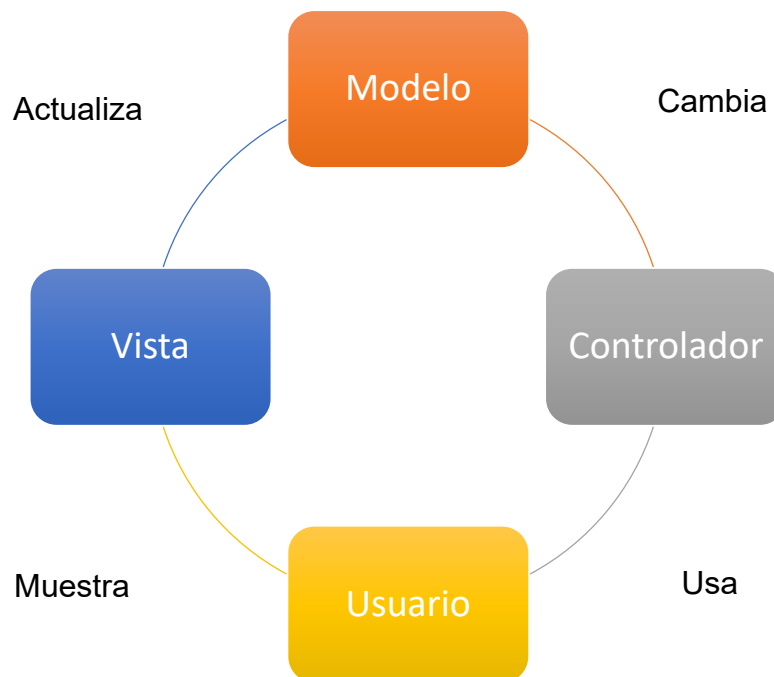 Modelo
Actualiza
Cambia
Vista
Controlador
Muestra
Usa
Usuario